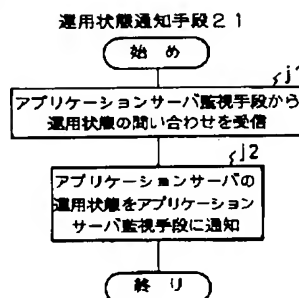 運用状態通知手段21
始め
j1
アプリケーションサーバ監視手段から
運用状態の問い合わせを受信
j2
アプリケーションサーバの
運用状態をアプリケーション
サーバ監視手段に通知
終り